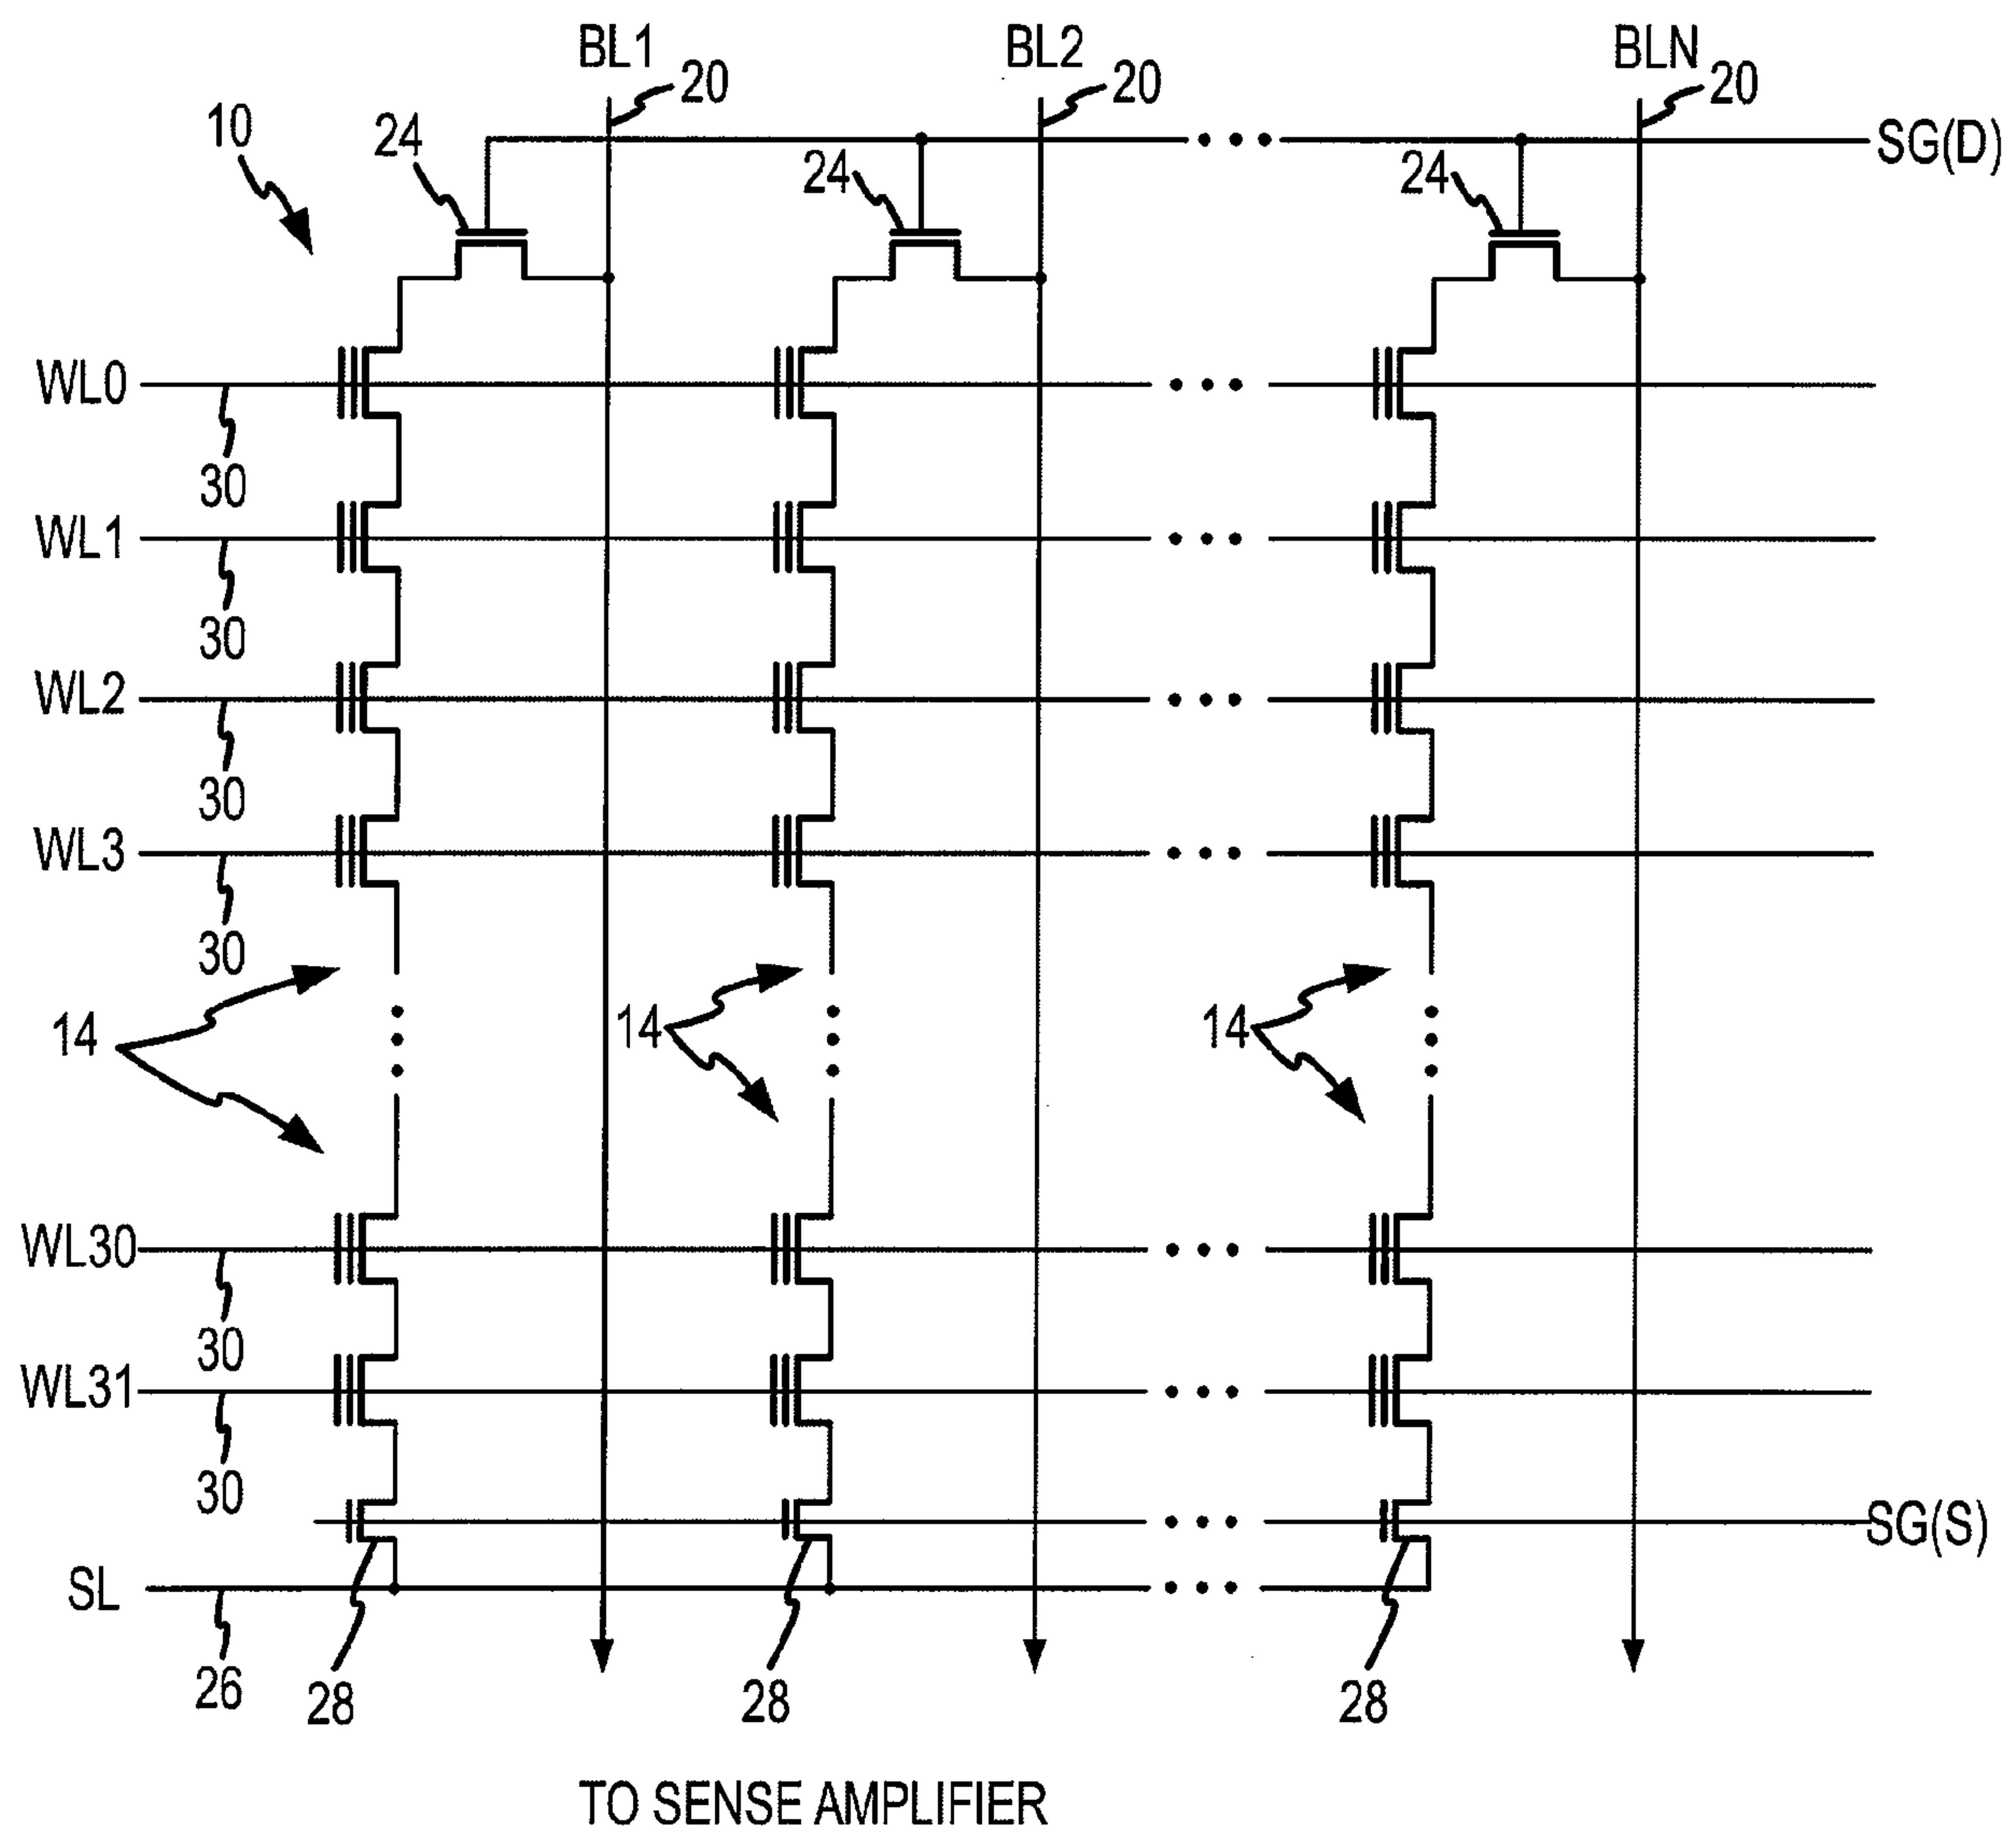 BL1 BL2 BLN
20 20 20
10 24 24 24 SG(D)
WL0
30
WL1
30
WL2
30
WL3
30
14 14 14
WL30
30
WL31
30
SG(S)
SL
26 28 28 28
TO SENSE AMPLIFIER